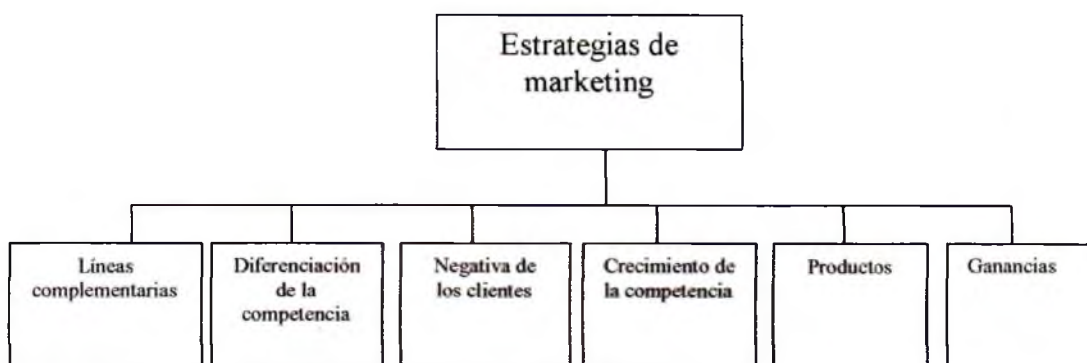 Estrategias de
marketing
Líneas
complementarias
Diferenciación
de la
competencia
Negativa de
los clientes
Crecimiento de
la competencia
Productos
Ganancias